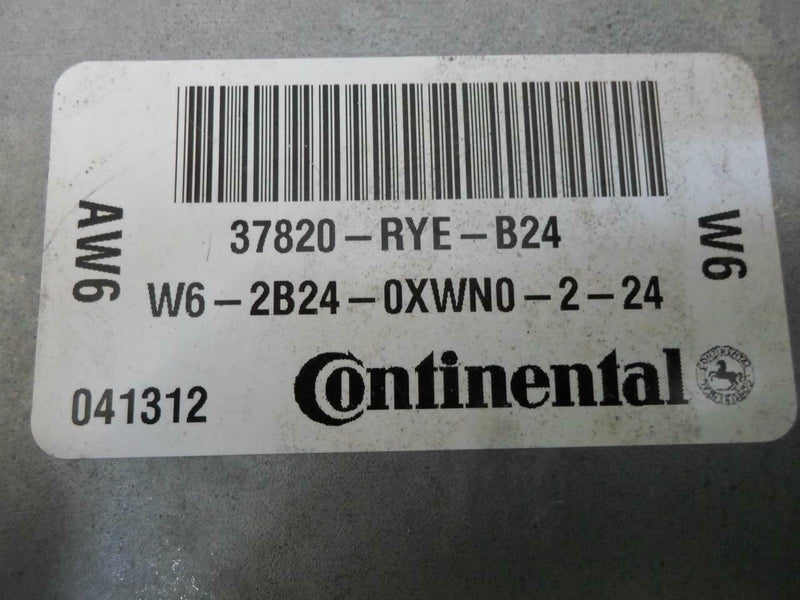 37820-RYE-B24
AW6
W6
W6-2B24-0XWN0-2-24
041312
Continental